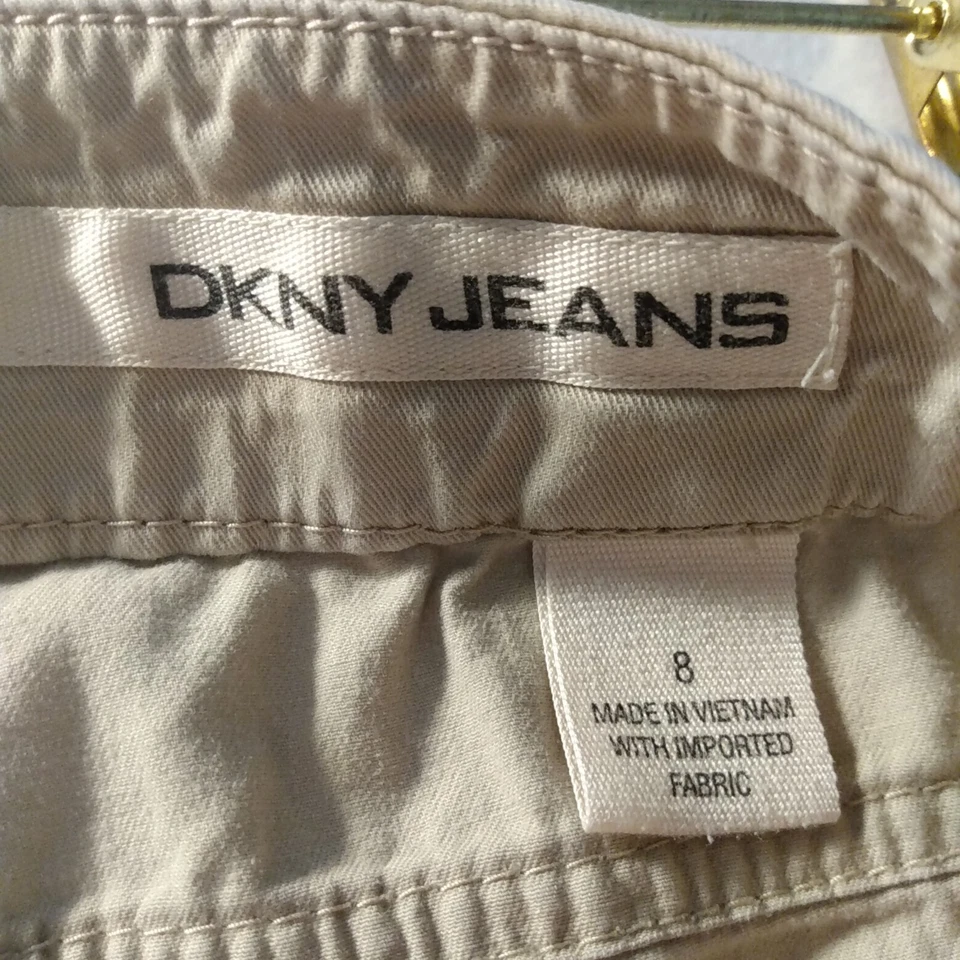 DKNY JEANS
8
MADE IN VIETNAM
WITH IMPORTED
FABRIC